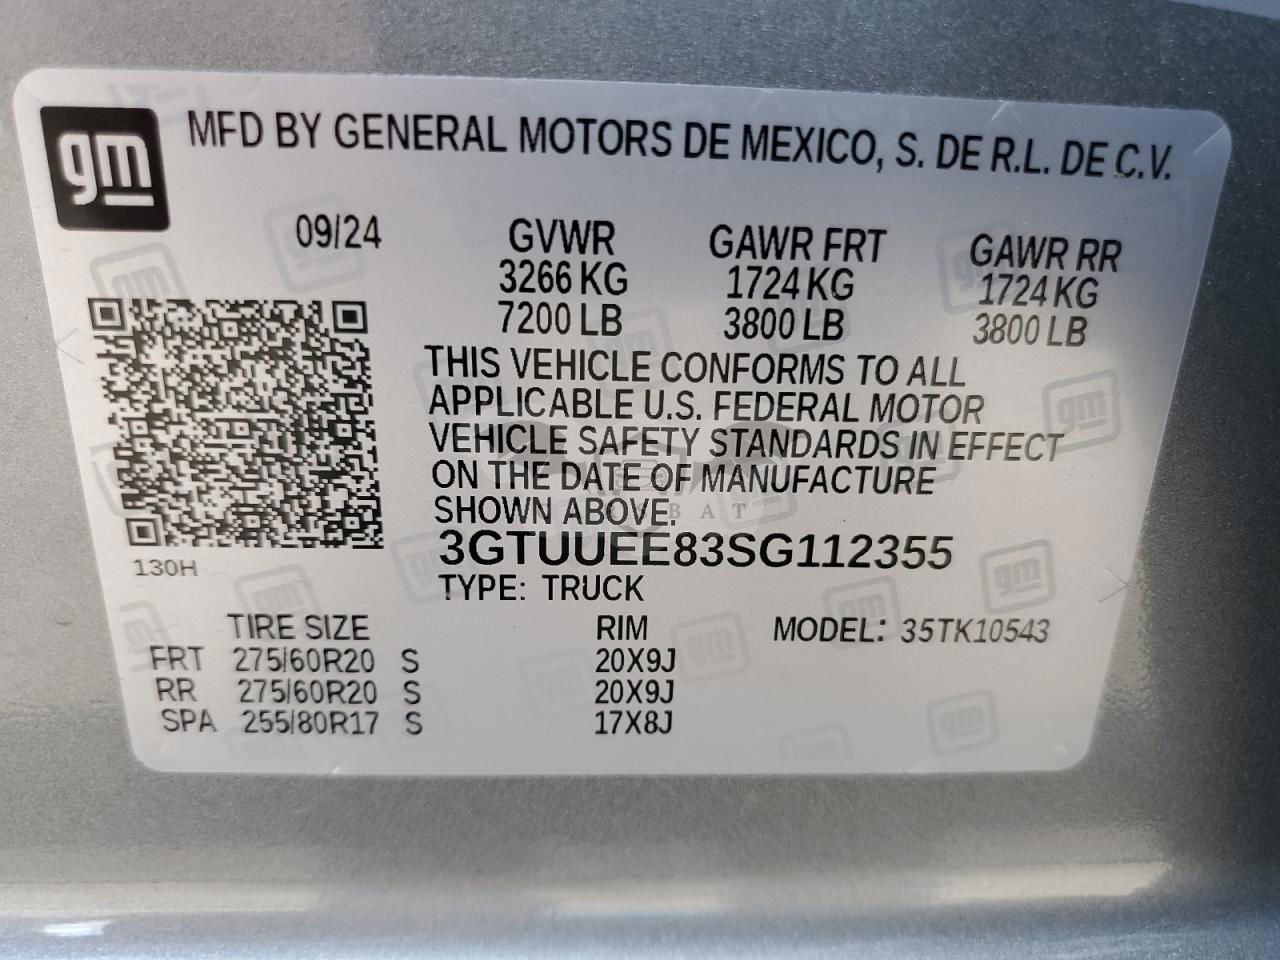 gm
MFD BY GENERAL MOTORS DE MEXICO, S. DE R.L. DE C.V.
09/24 GVWR GAWR FRT GAWR RR
3266 KG 1724 KG 1724 KG
7200 LB 3800 LB 3800 LB
THIS VEHICLE CONFORMS TO ALL
APPLICABLE U.S. FEDERAL MOTOR
VEHICLE SAFETY STANDARDS IN EFFECT
ON THE DATE OF MANUFACTURE
SHOWN ABOVE.
3GTUUEE83SG112355
130H TYPE: TRUCK
TIRE SIZE RIM MODEL: 35TK10543
FRT 275/60R20 S 20X9J
RR 275/60R20 S 20X9J
SPA 255/80R17 S 17X8J